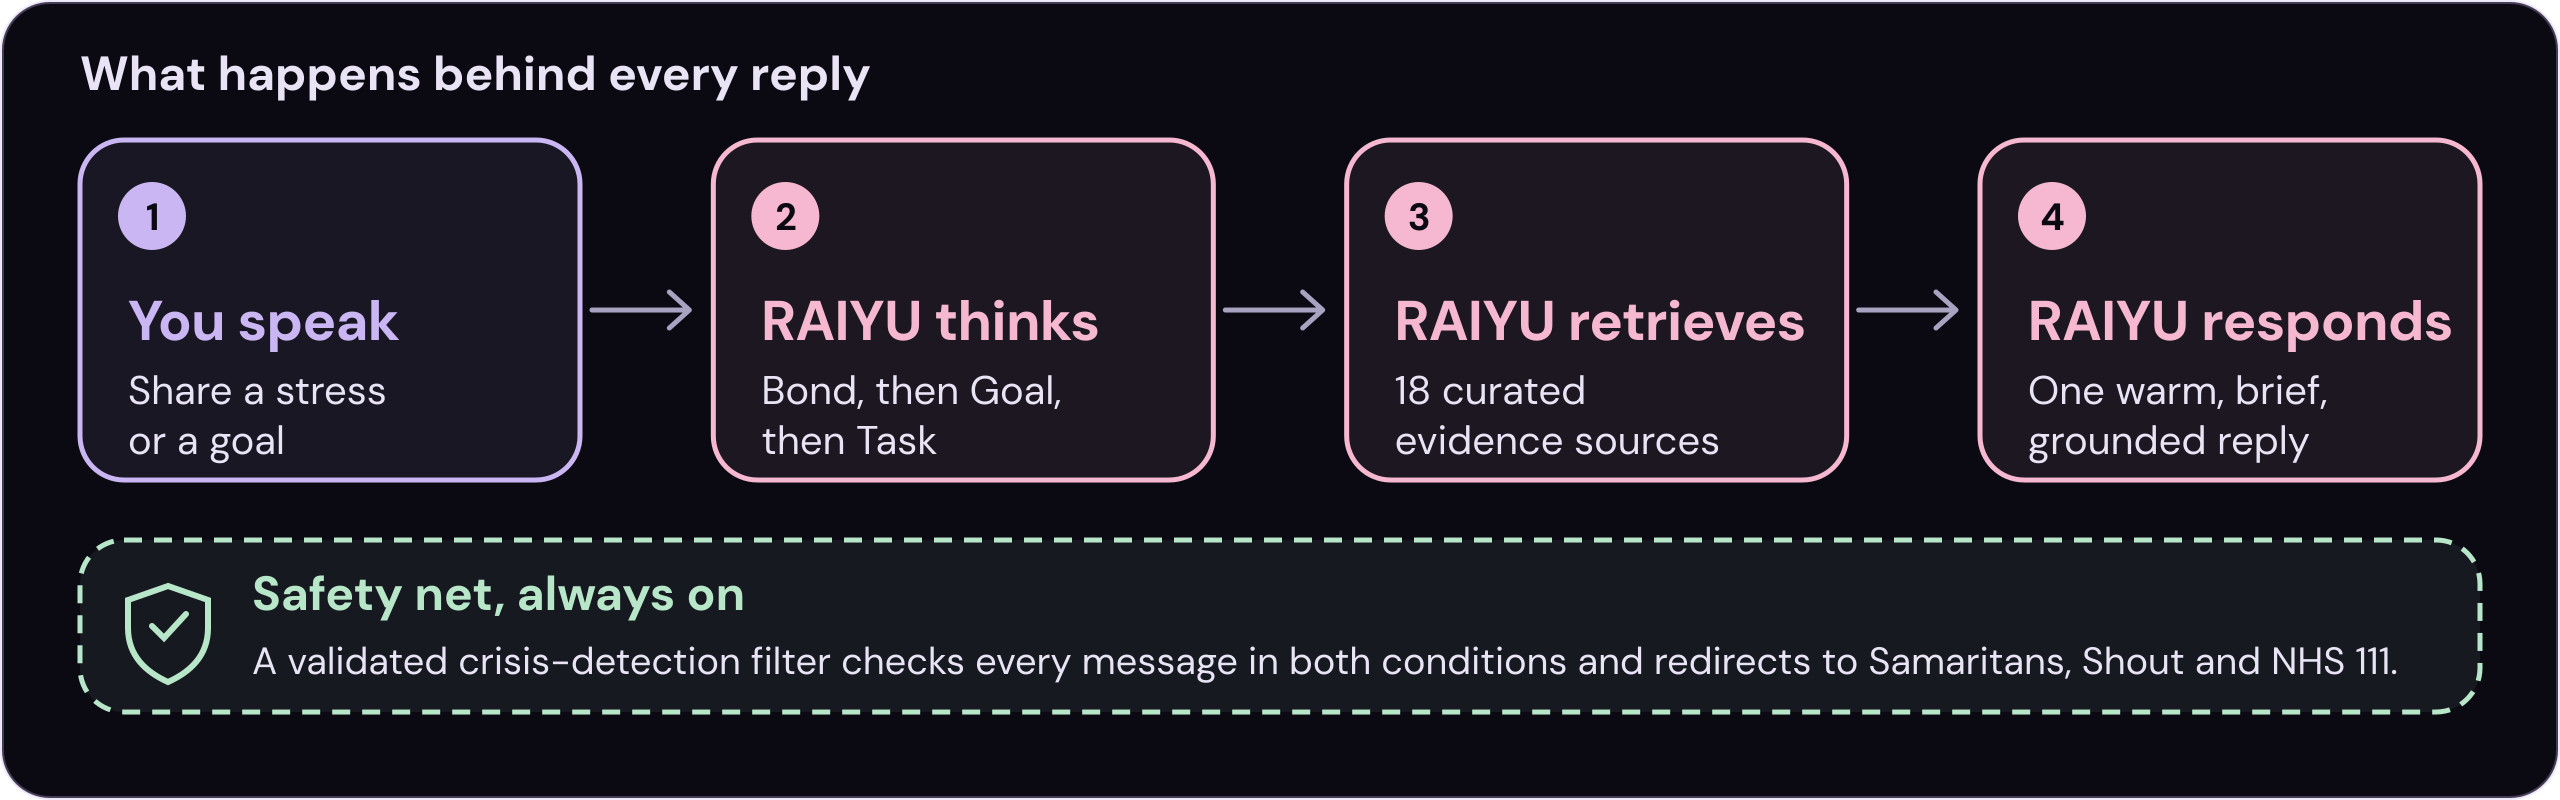 What happens behind every reply
1
You speak
Share a stress
or a goal
2
RAIYU thinks
Bond, then Goal,
then Task
3
RAIYU retrieves
18 curated
evidence sources
4
RAIYU responds
One warm, brief,
grounded reply
Safety net, always on
A validated crisis-detection filter checks every message in both conditions and redirects to Samaritans, Shout and NHS 111.